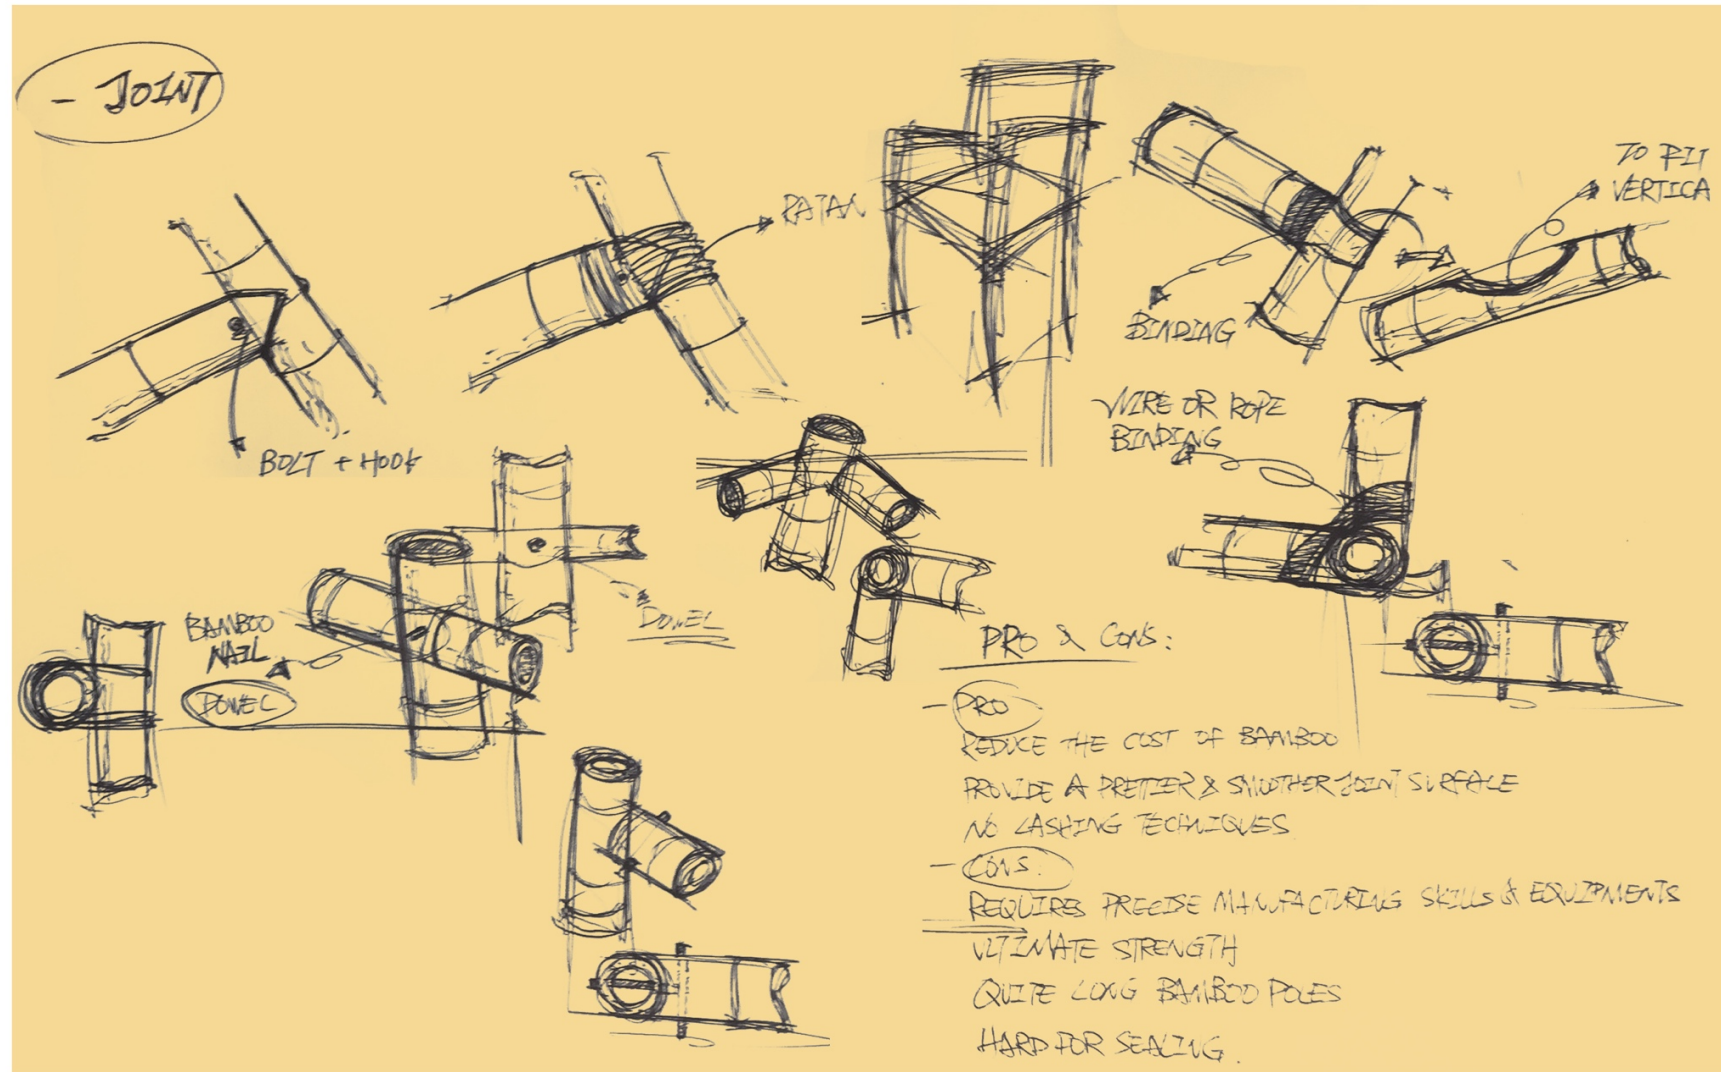 - JOINT
RATAN
TO FIT
VERTICA
BINDING
BOLT + HOOK
WIRE OR ROPE
BINDING
BAMBOO
NAIL
DOWEL
DOWEL
PRO & CONS:
- PRO
REDUCE THE COST OF BAMBOO
PROVIDE A PRETTIER & SMOOTHER JOINT SURFACE
NO LASHING TECHNIQUES
- CONS.
REQUIRES PRECISE MANUFACTURING SKILLS & EQUIPMENTS
ULTIMATE STRENGTH
QUITE LONG BAMBOO POLES
HARD FOR SEALING.